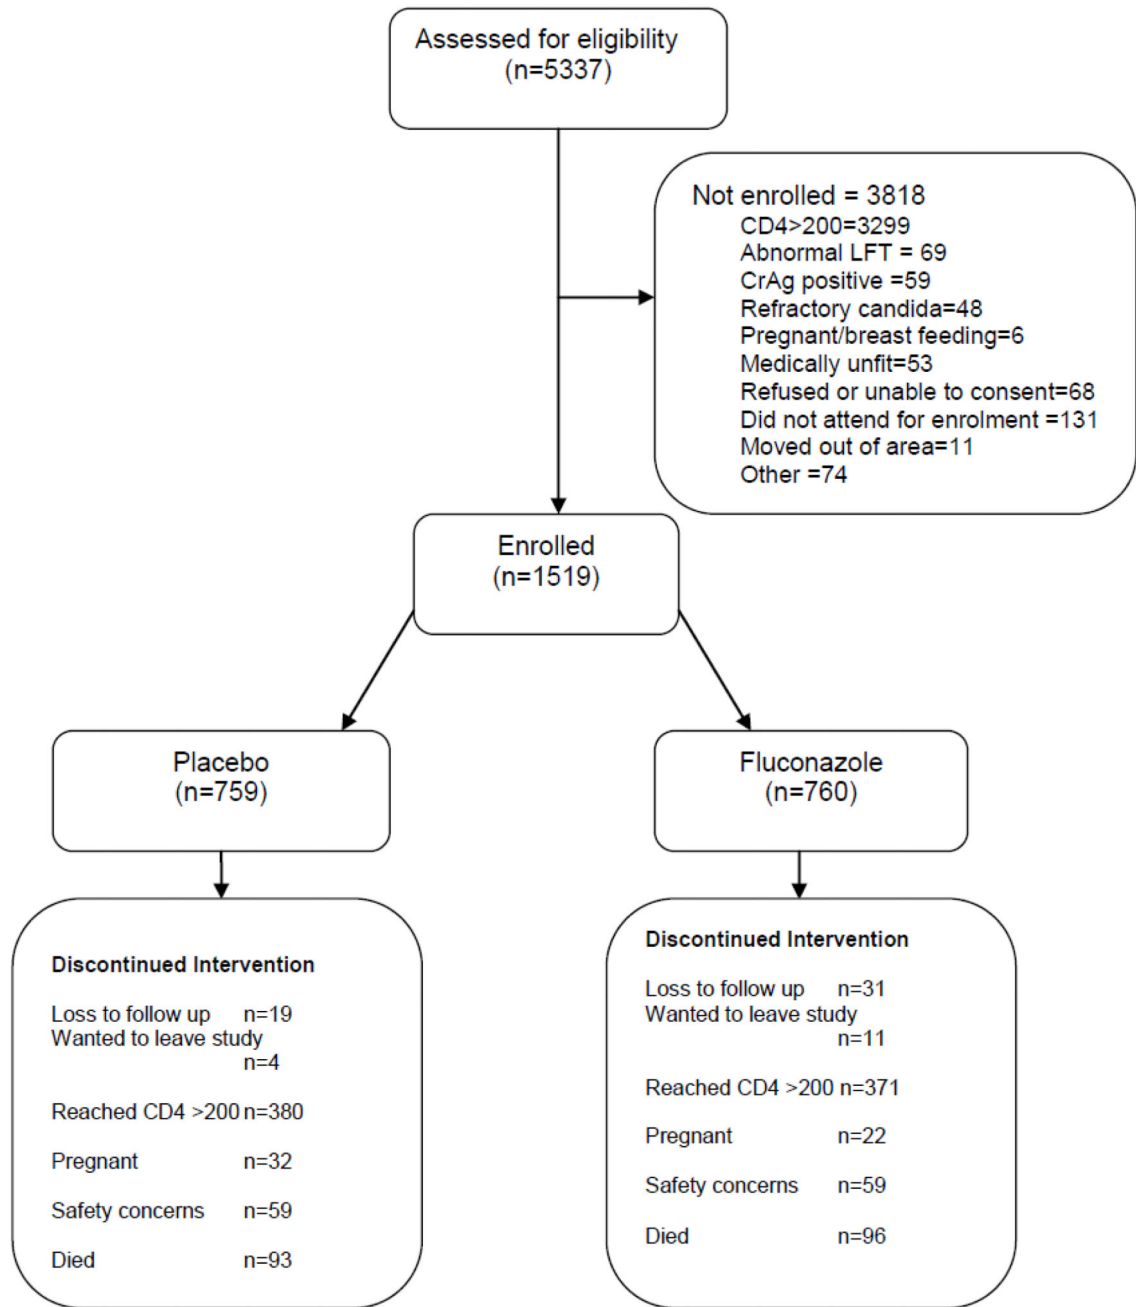 Assessed for eligibility
(n=5337)
Not enrolled = 3818
CD4>200=3299
Abnormal LFT = 69
CrAg positive =59
Refractory candida=48
Pregnant/breast feeding=6
Medically unfit=53
Refused or unable to consent=68
Did not attend for enrolment =131
Moved out of area=11
Other =74
Enrolled
(n=1519)
Placebo
(n=759)
Fluconazole
(n=760)
Discontinued Intervention
Loss to follow up n=19
Wanted to leave study
n=4
Reached CD4 >200 n=380
Pregnant n=32
Safety concerns n=59
Died n=93
Discontinued Intervention
Loss to follow up n=31
Wanted to leave study
n=11
Reached CD4 >200 n=371
Pregnant n=22
Safety concerns n=59
Died n=96